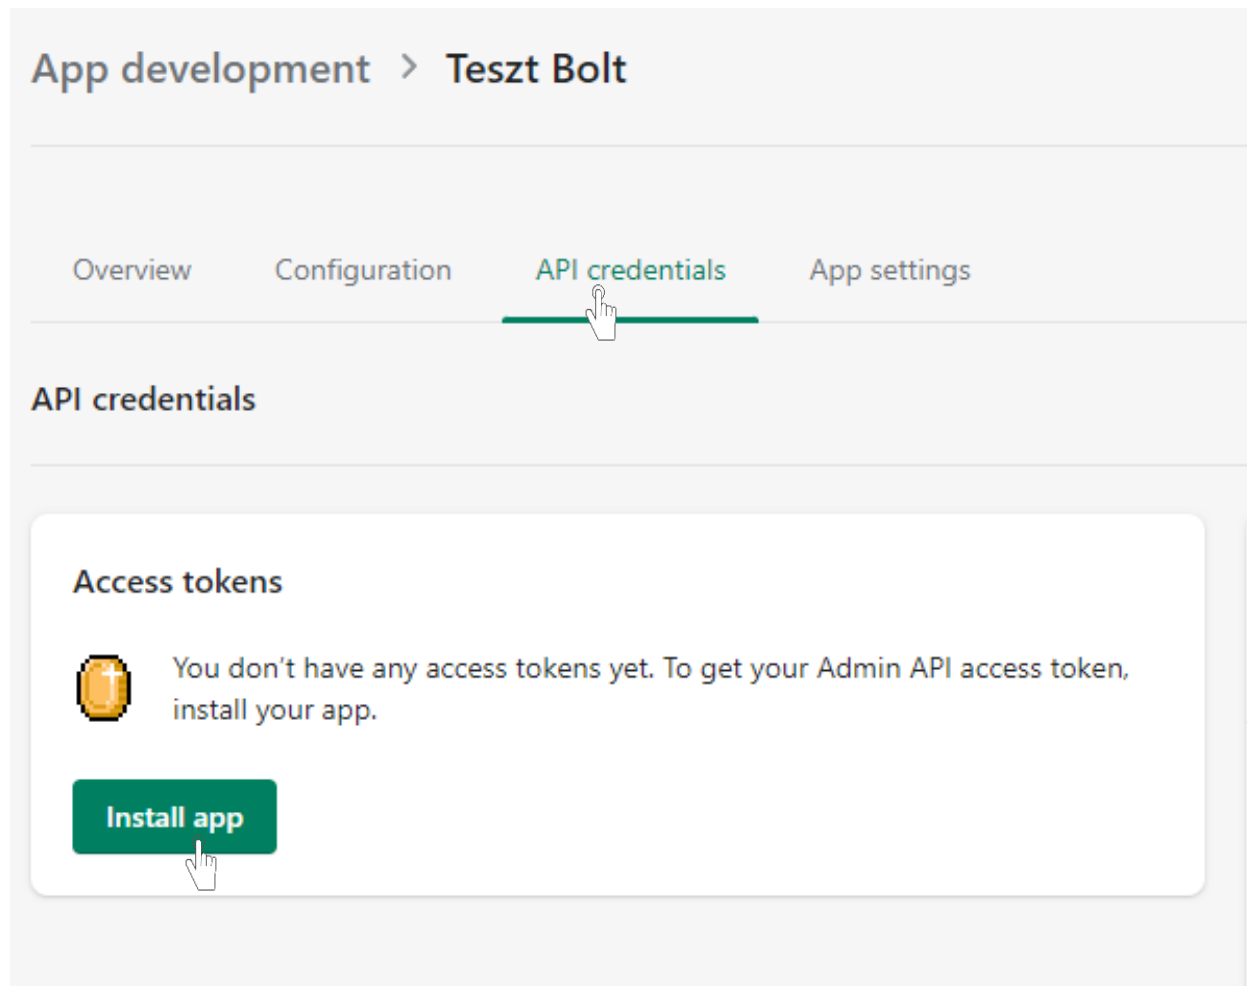 App development > Teszt Bolt
Overview Configuration API credentials App settings
API credentials
Access tokens
You don't have any access tokens yet. To get your Admin API access token,
install your app.
Install app